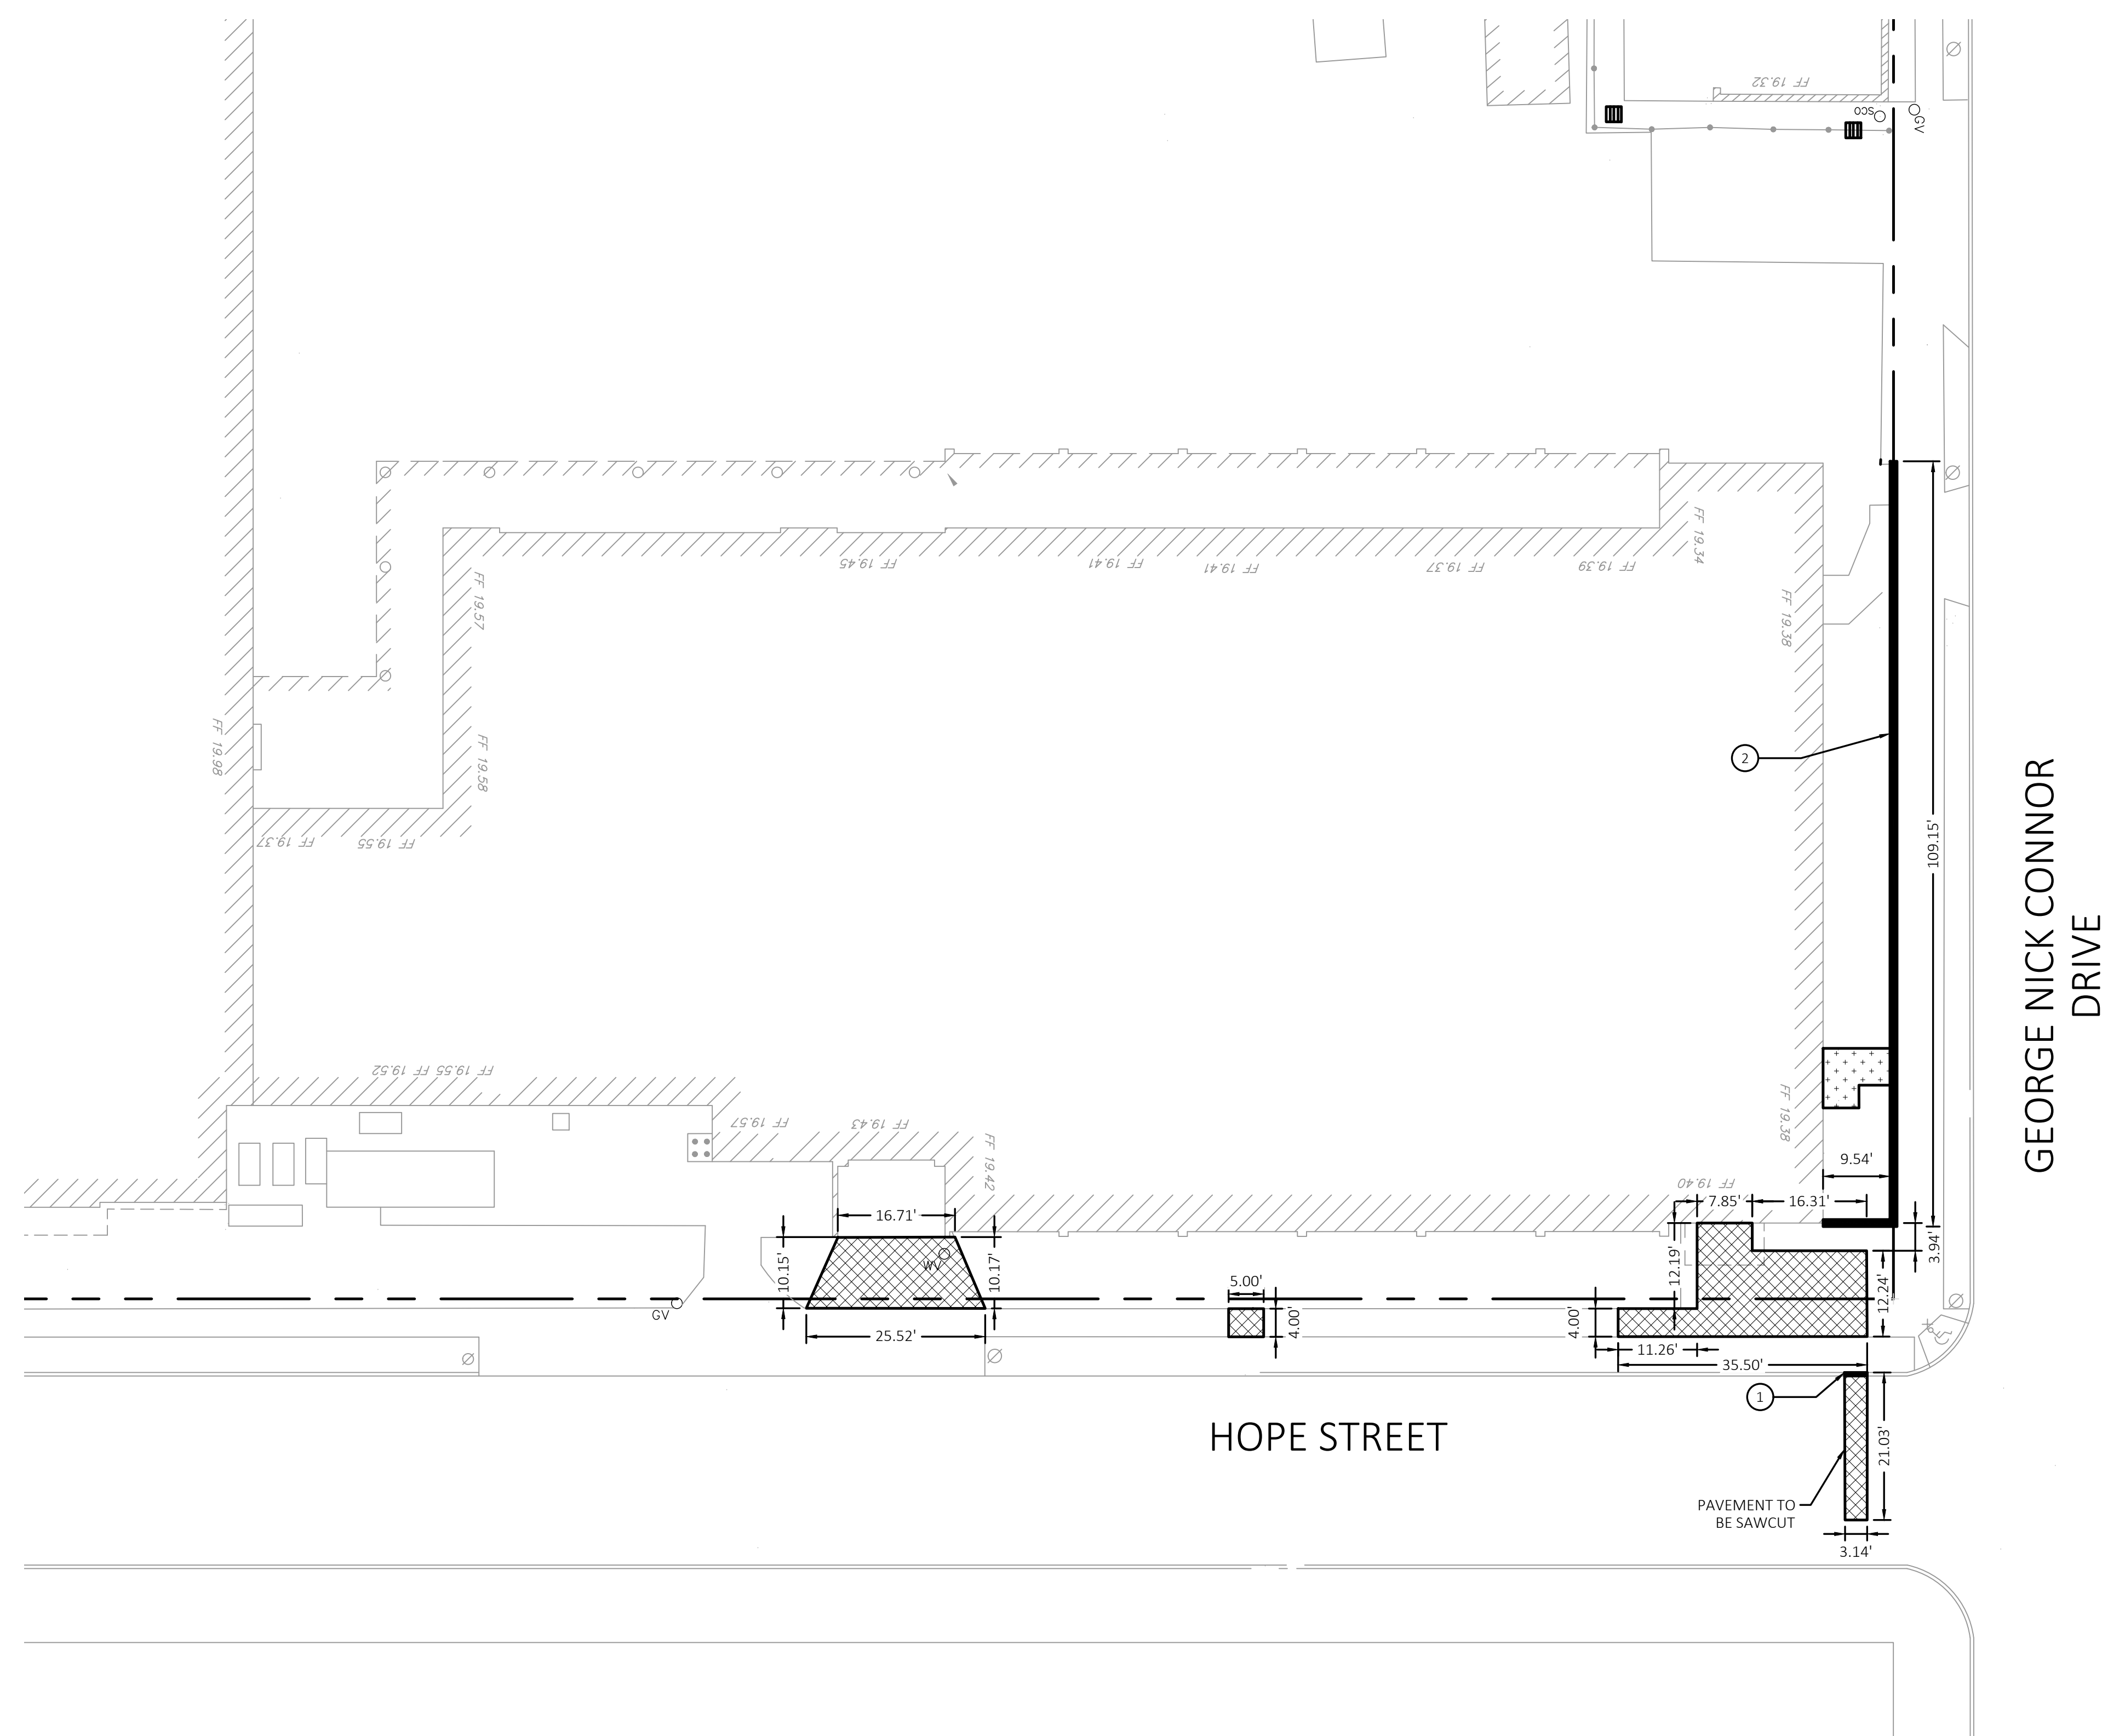 FF 19.32
SCO
GV
FF 19.34
FF 19.45
FF 19.41
FF 19.41
FF 19.37
FF 19.39
FF 19.57
FF 19.38
FF 19.98
FF 19.58
2
109.15'
GEORGE NICK CONNOR
DRIVE
FF 19.37
FF 19.55
FF 19.52
FF 19.55
FF 19.57
FF 19.43
FF 19.42
FF 19.38
9.54'
FF 19.40
7.85'
16.31'
16.71'
10.15'
WV
10.17'
12.19'
3.94'
5.00'
4.00'
4.00'
12.24'
GV
25.52'
11.26'
35.50'
1
HOPE STREET
21.03'
PAVEMENT TO
BE SAWCUT
3.14'